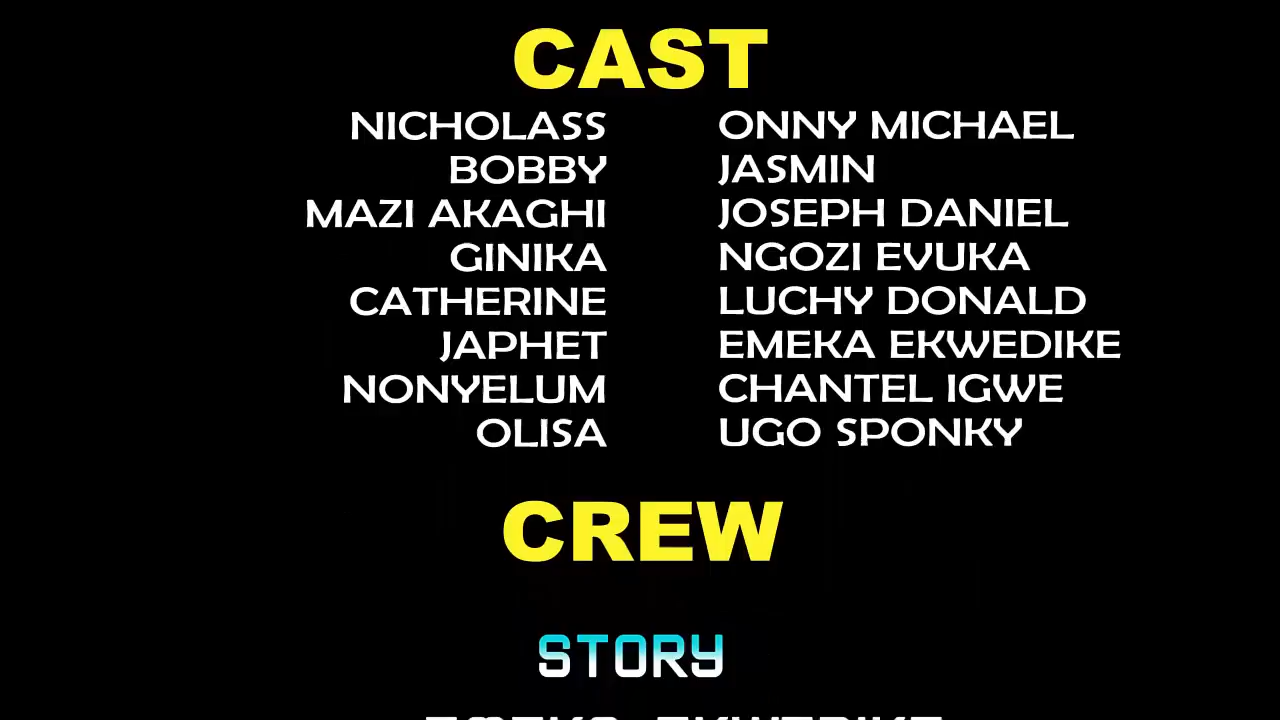 CAST
NICHOLASS ONNY MICHAEL
BOBBY JASMIN
MAZI AKAGHI JOSEPH DANIEL
GINIKA NGOZI EVUKA
CATHERINE LUCHY DONALD
JAPHET EMEKA EKWEDIKE
NONYELUM CHANTEL IGWE
OLISA UGO SPONKY
CREW
STORY